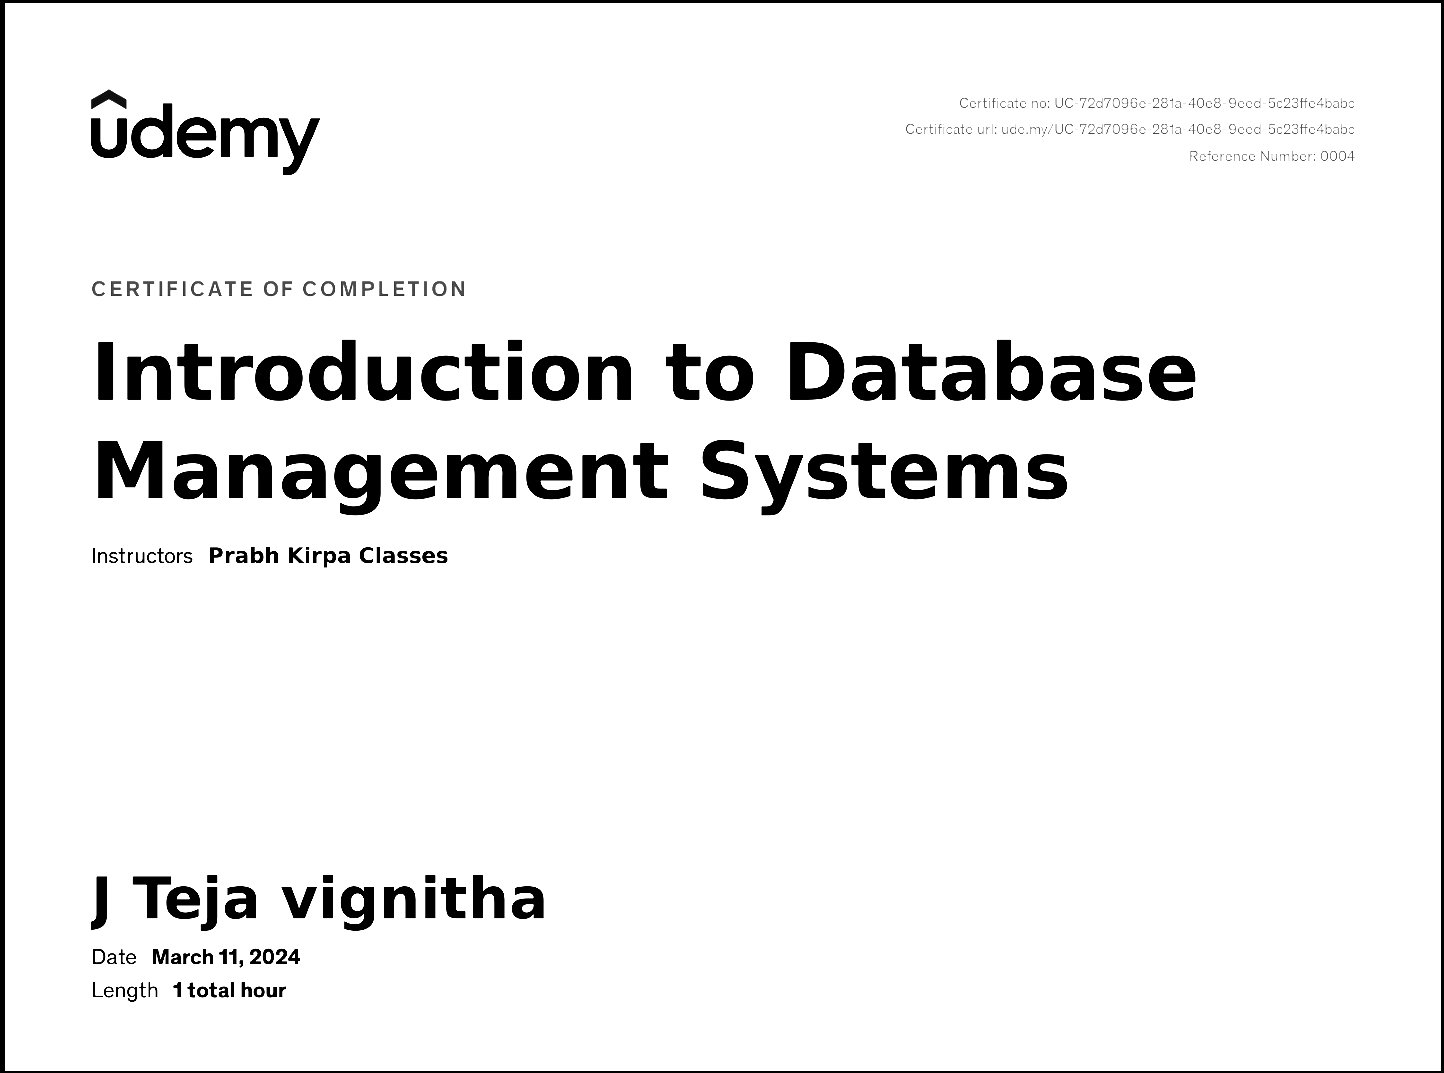 udemy
Certificate no: UC-72d7096e-281a-40e8-9eed-5c23ffe4babc
Certificate url: ude.my/UC-72d7096e-281a-40e8-9eed-5c23ffe4babc
Reference Number: 0004
CERTIFICATE OF COMPLETION
Introduction to Database
Management Systems
Instructors Prabh Kirpa Classes
J Teja vignitha
Date March 11, 2024
Length 1 total hour